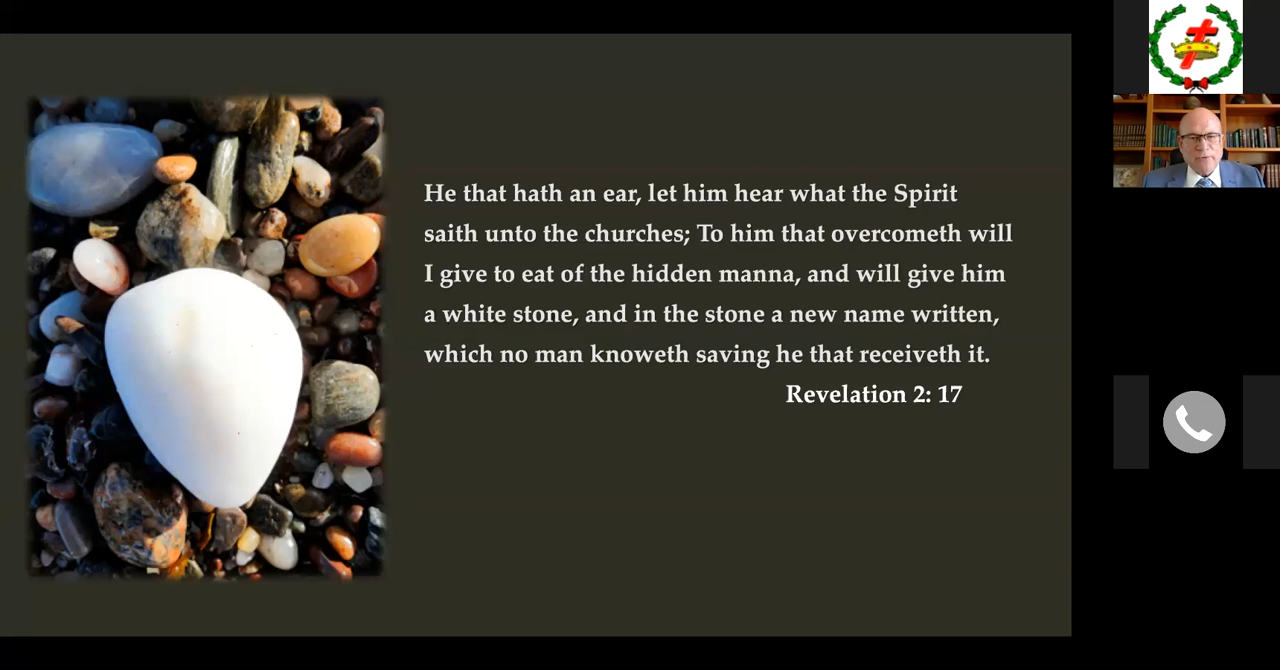 He that hath an ear, let him hear what the Spirit
saith unto the churches; To him that overcometh will
I give to eat of the hidden manna, and will give him
a white stone, and in the stone a new name written,
which no man knoweth saving he that receiveth it.
Revelation 2: 17